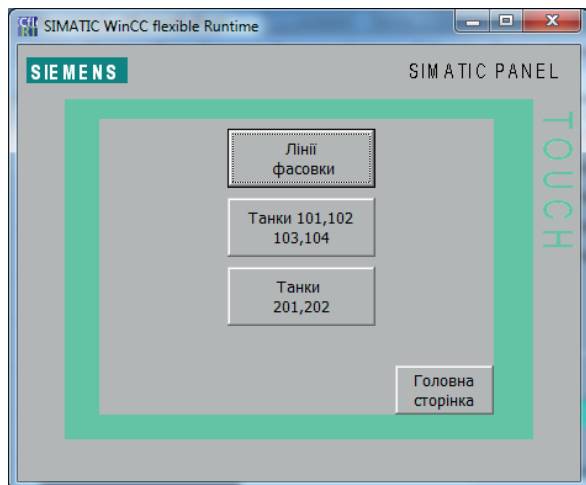 SIMATIC WinCC flexible Runtime
SIEMENS
SIMATIC PANEL
TOUCH
Лінії
фасовки
Танки 101,102
103,104
Танки
201,202
Головна
сторінка